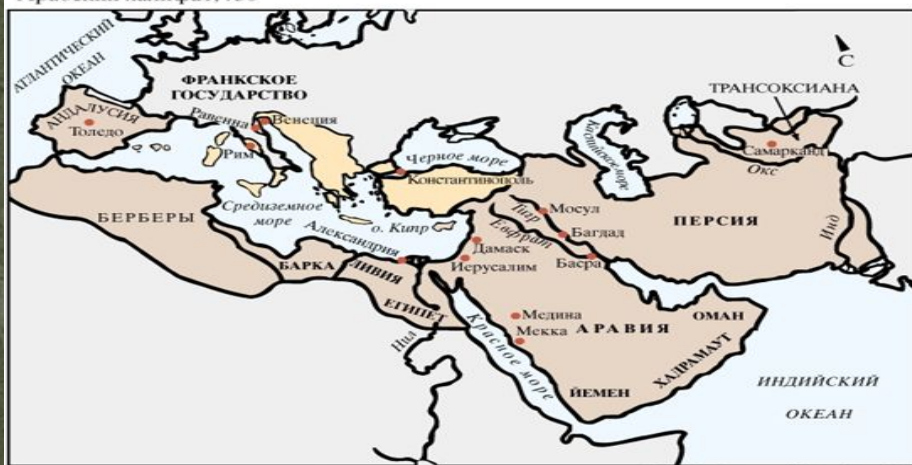 АТЛАНТИЧЕСКИЙ
ОКЕАН
ФРАНКСКОЕ
ГОСУДАРСТВО
С
ТРАНСОКСИАНА
АНДАЛУСИЯ
Толедо
Равенна
Венеция
Рим
Черное море
Каспийское море
Самарканд
Окс
Константинополь
Средиземное
море
о. Кипр
БЕРБЕРЫ
Александрия
Тигр
Мосул
ПЕРСИЯ
Инд
Евфрат
Багдад
Дамаск
Иерусалим
Басра
БАРКА
ЛИВИЯ
ЕГИПЕТ
Нил
Красное море
Медина
Мекка
АРАВИЯ
ОМАН
ХАДРАМАУТ
ЙЕМЕН
ИНДИЙСКИЙ
ОКЕАН